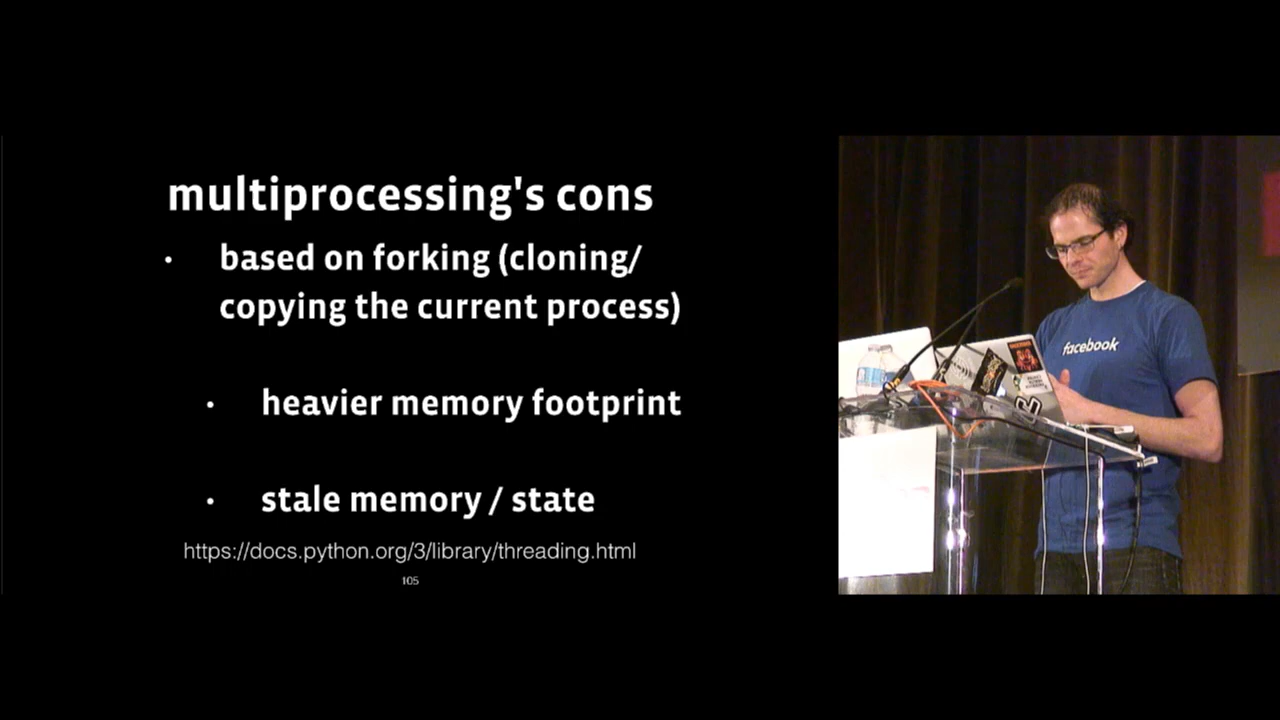 multiprocessing's cons
• based on forking (cloning/
copying the current process)
• heavier memory footprint
• stale memory / state
https://docs.python.org/3/library/threading.html
105
facebook